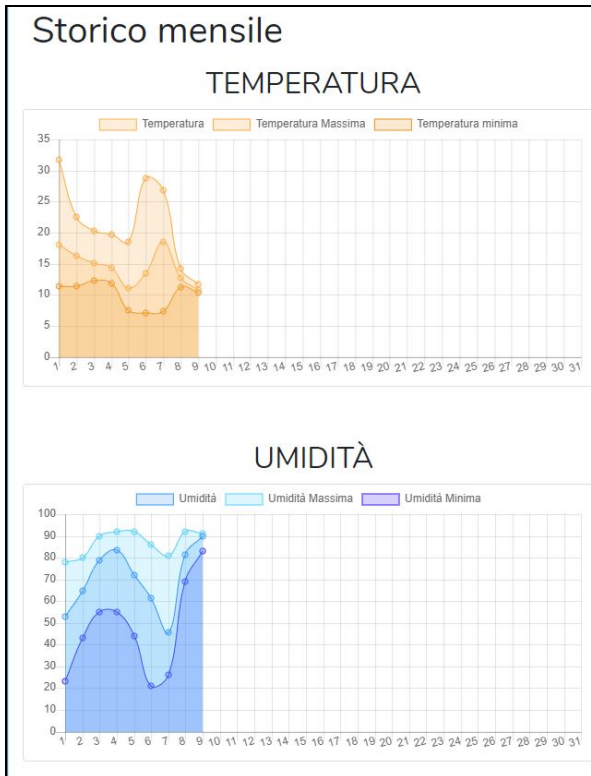 Storico mensile
TEMPERATURA
Temperatura Temperatura Massima Temperatura minima
35
30
25
20
15
10
5
0
1 2 3 4 5 6 7 8 9 10 11 12 13 14 15 16 17 18 19 20 21 22 23 24 25 26 27 28 29 30 31
UMIDITÀ
Umidità Umidità Massima Umidità Minima
100
90
80
70
60
50
40
30
20
10
0
1 2 3 4 5 6 7 8 9 10 11 12 13 14 15 16 17 18 19 20 21 22 23 24 25 26 27 28 29 30 31